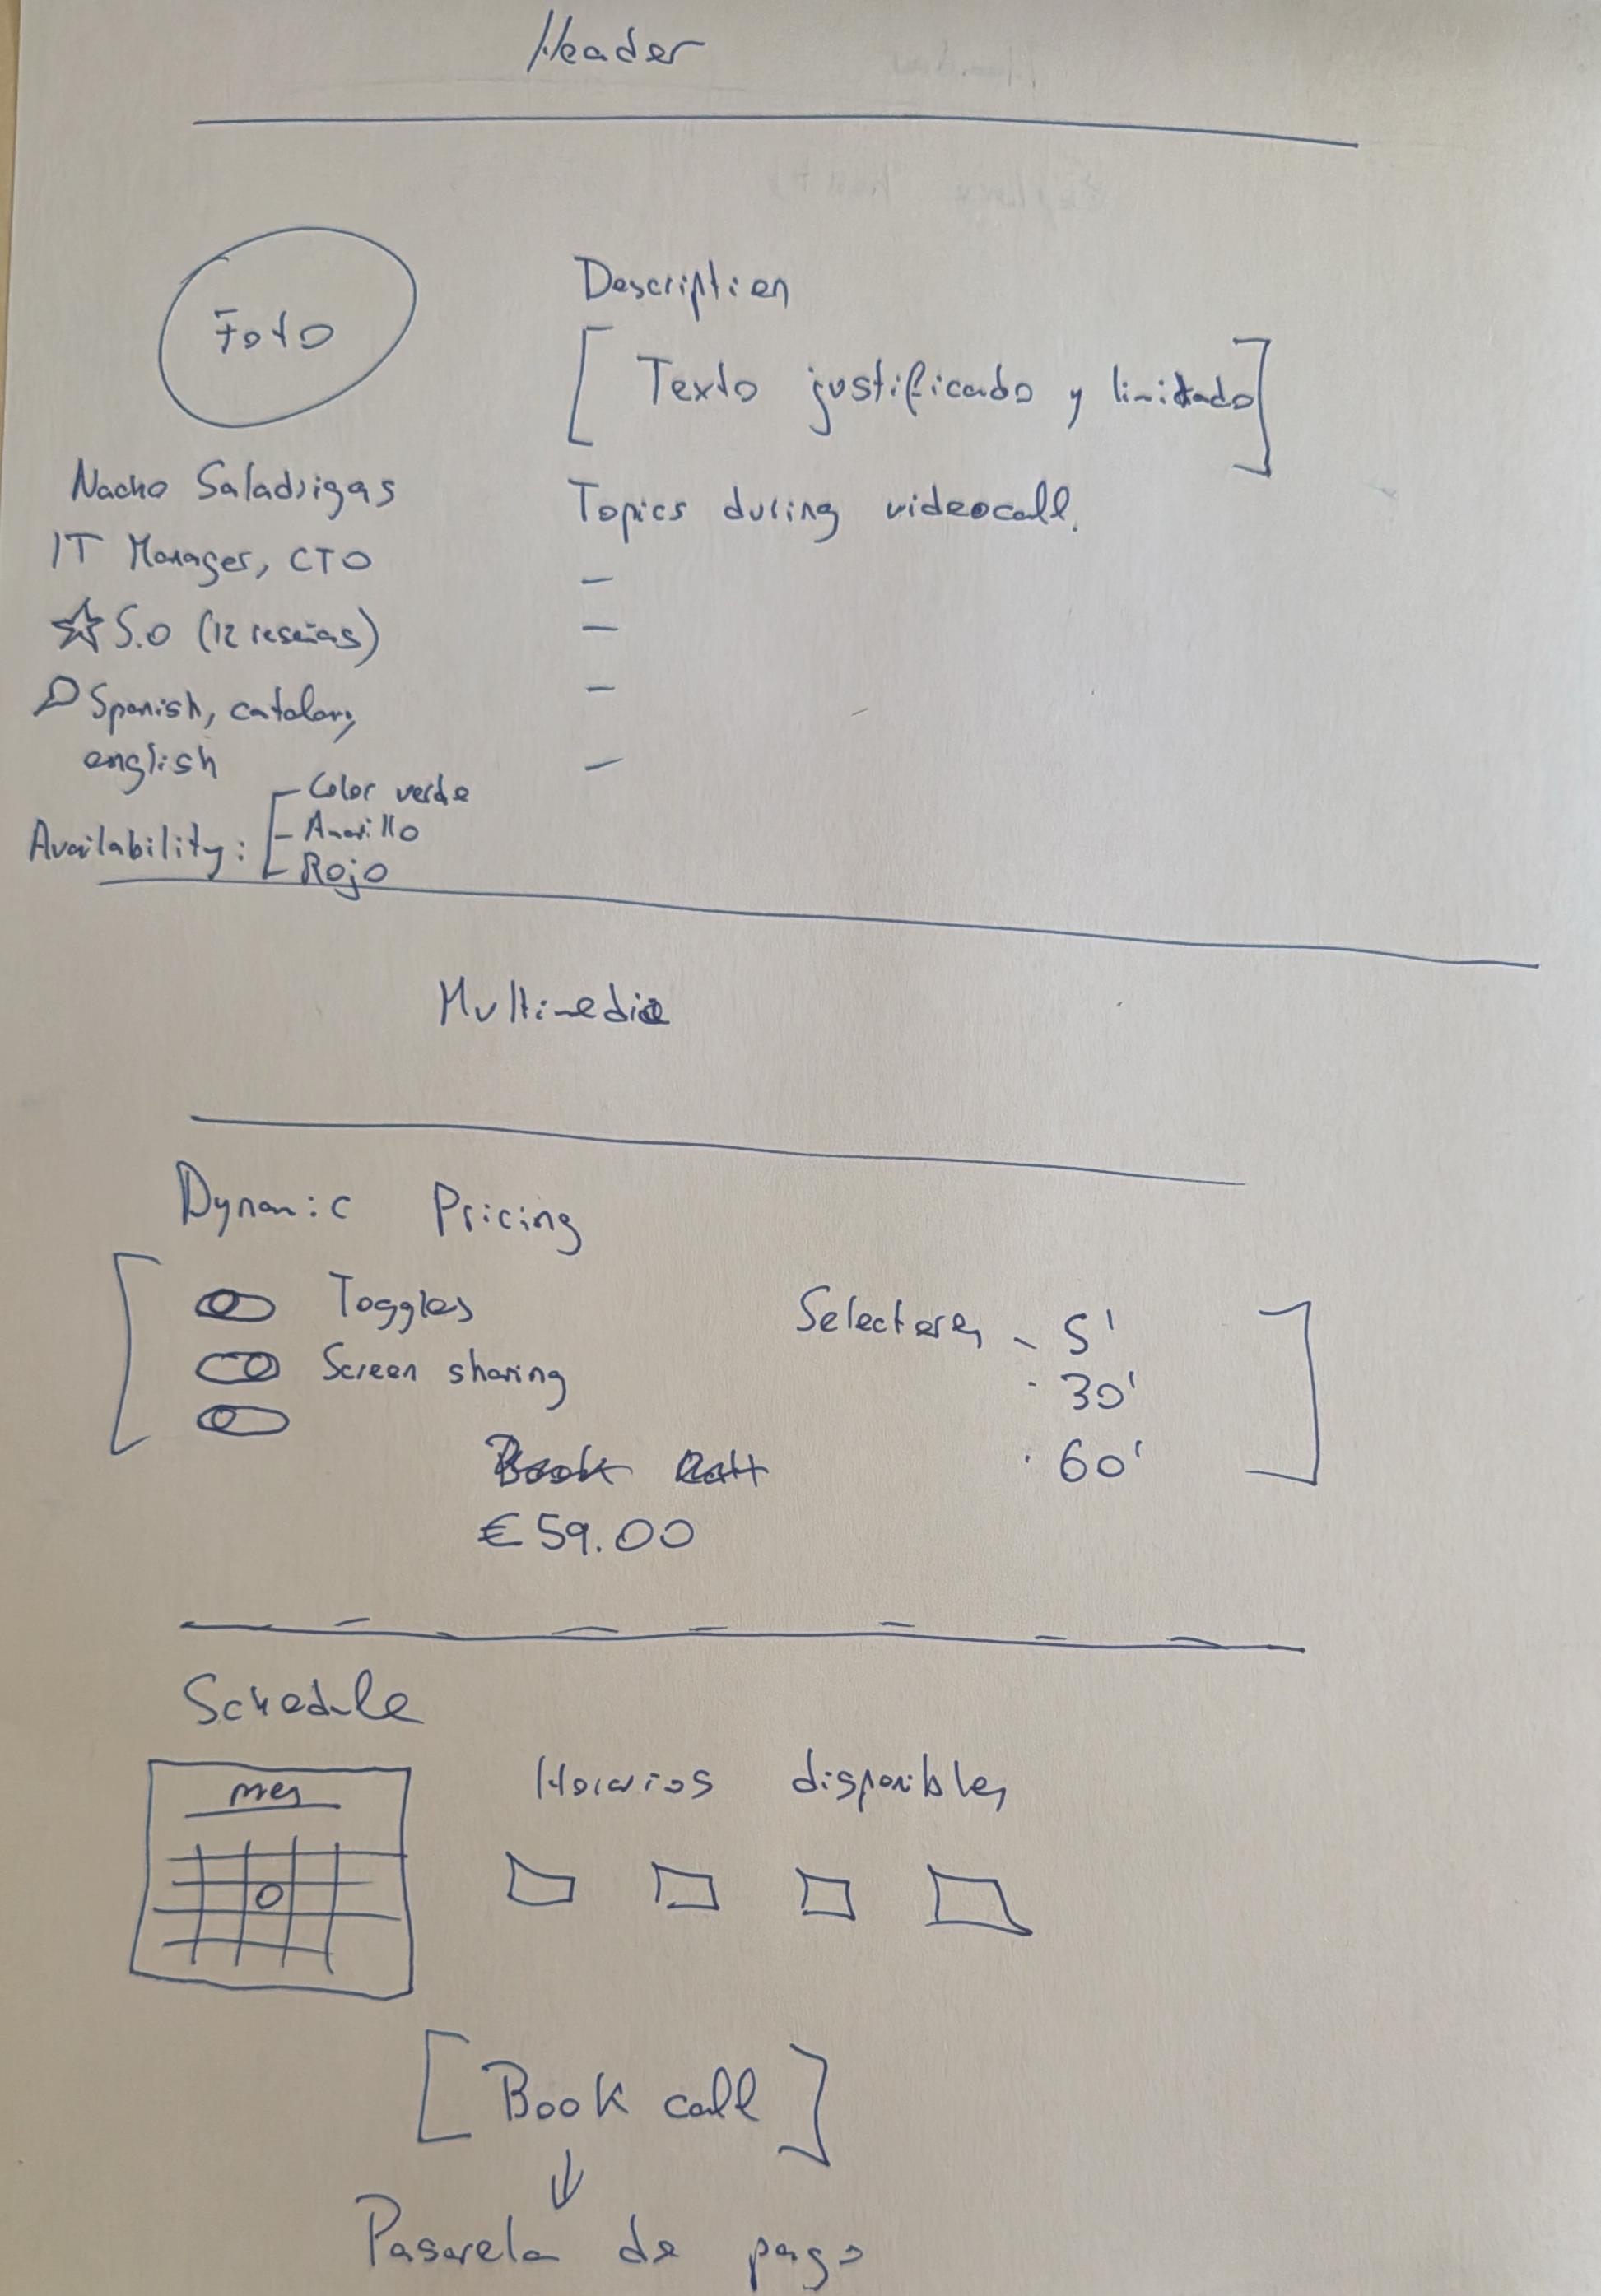 Header
Foto
Nacho Saladrigas
IT Manager, CTO
5.0 (12 reseñas)
Spanish, catalan,
english
Availability:
- Color verde
- Amarillo
- Rojo
Description
[ Texto justificado y limitado ]
Topics during videocall.
-
-
-
-
Multimedia
Dynamic Pricing
Toggles
Screen sharing
Selectores - 5'
· 30'
· 60'
Book Call
€59.00
Schedule
mes
Horarios disponibles
[ Book call ]
↓
Pasarela de pago